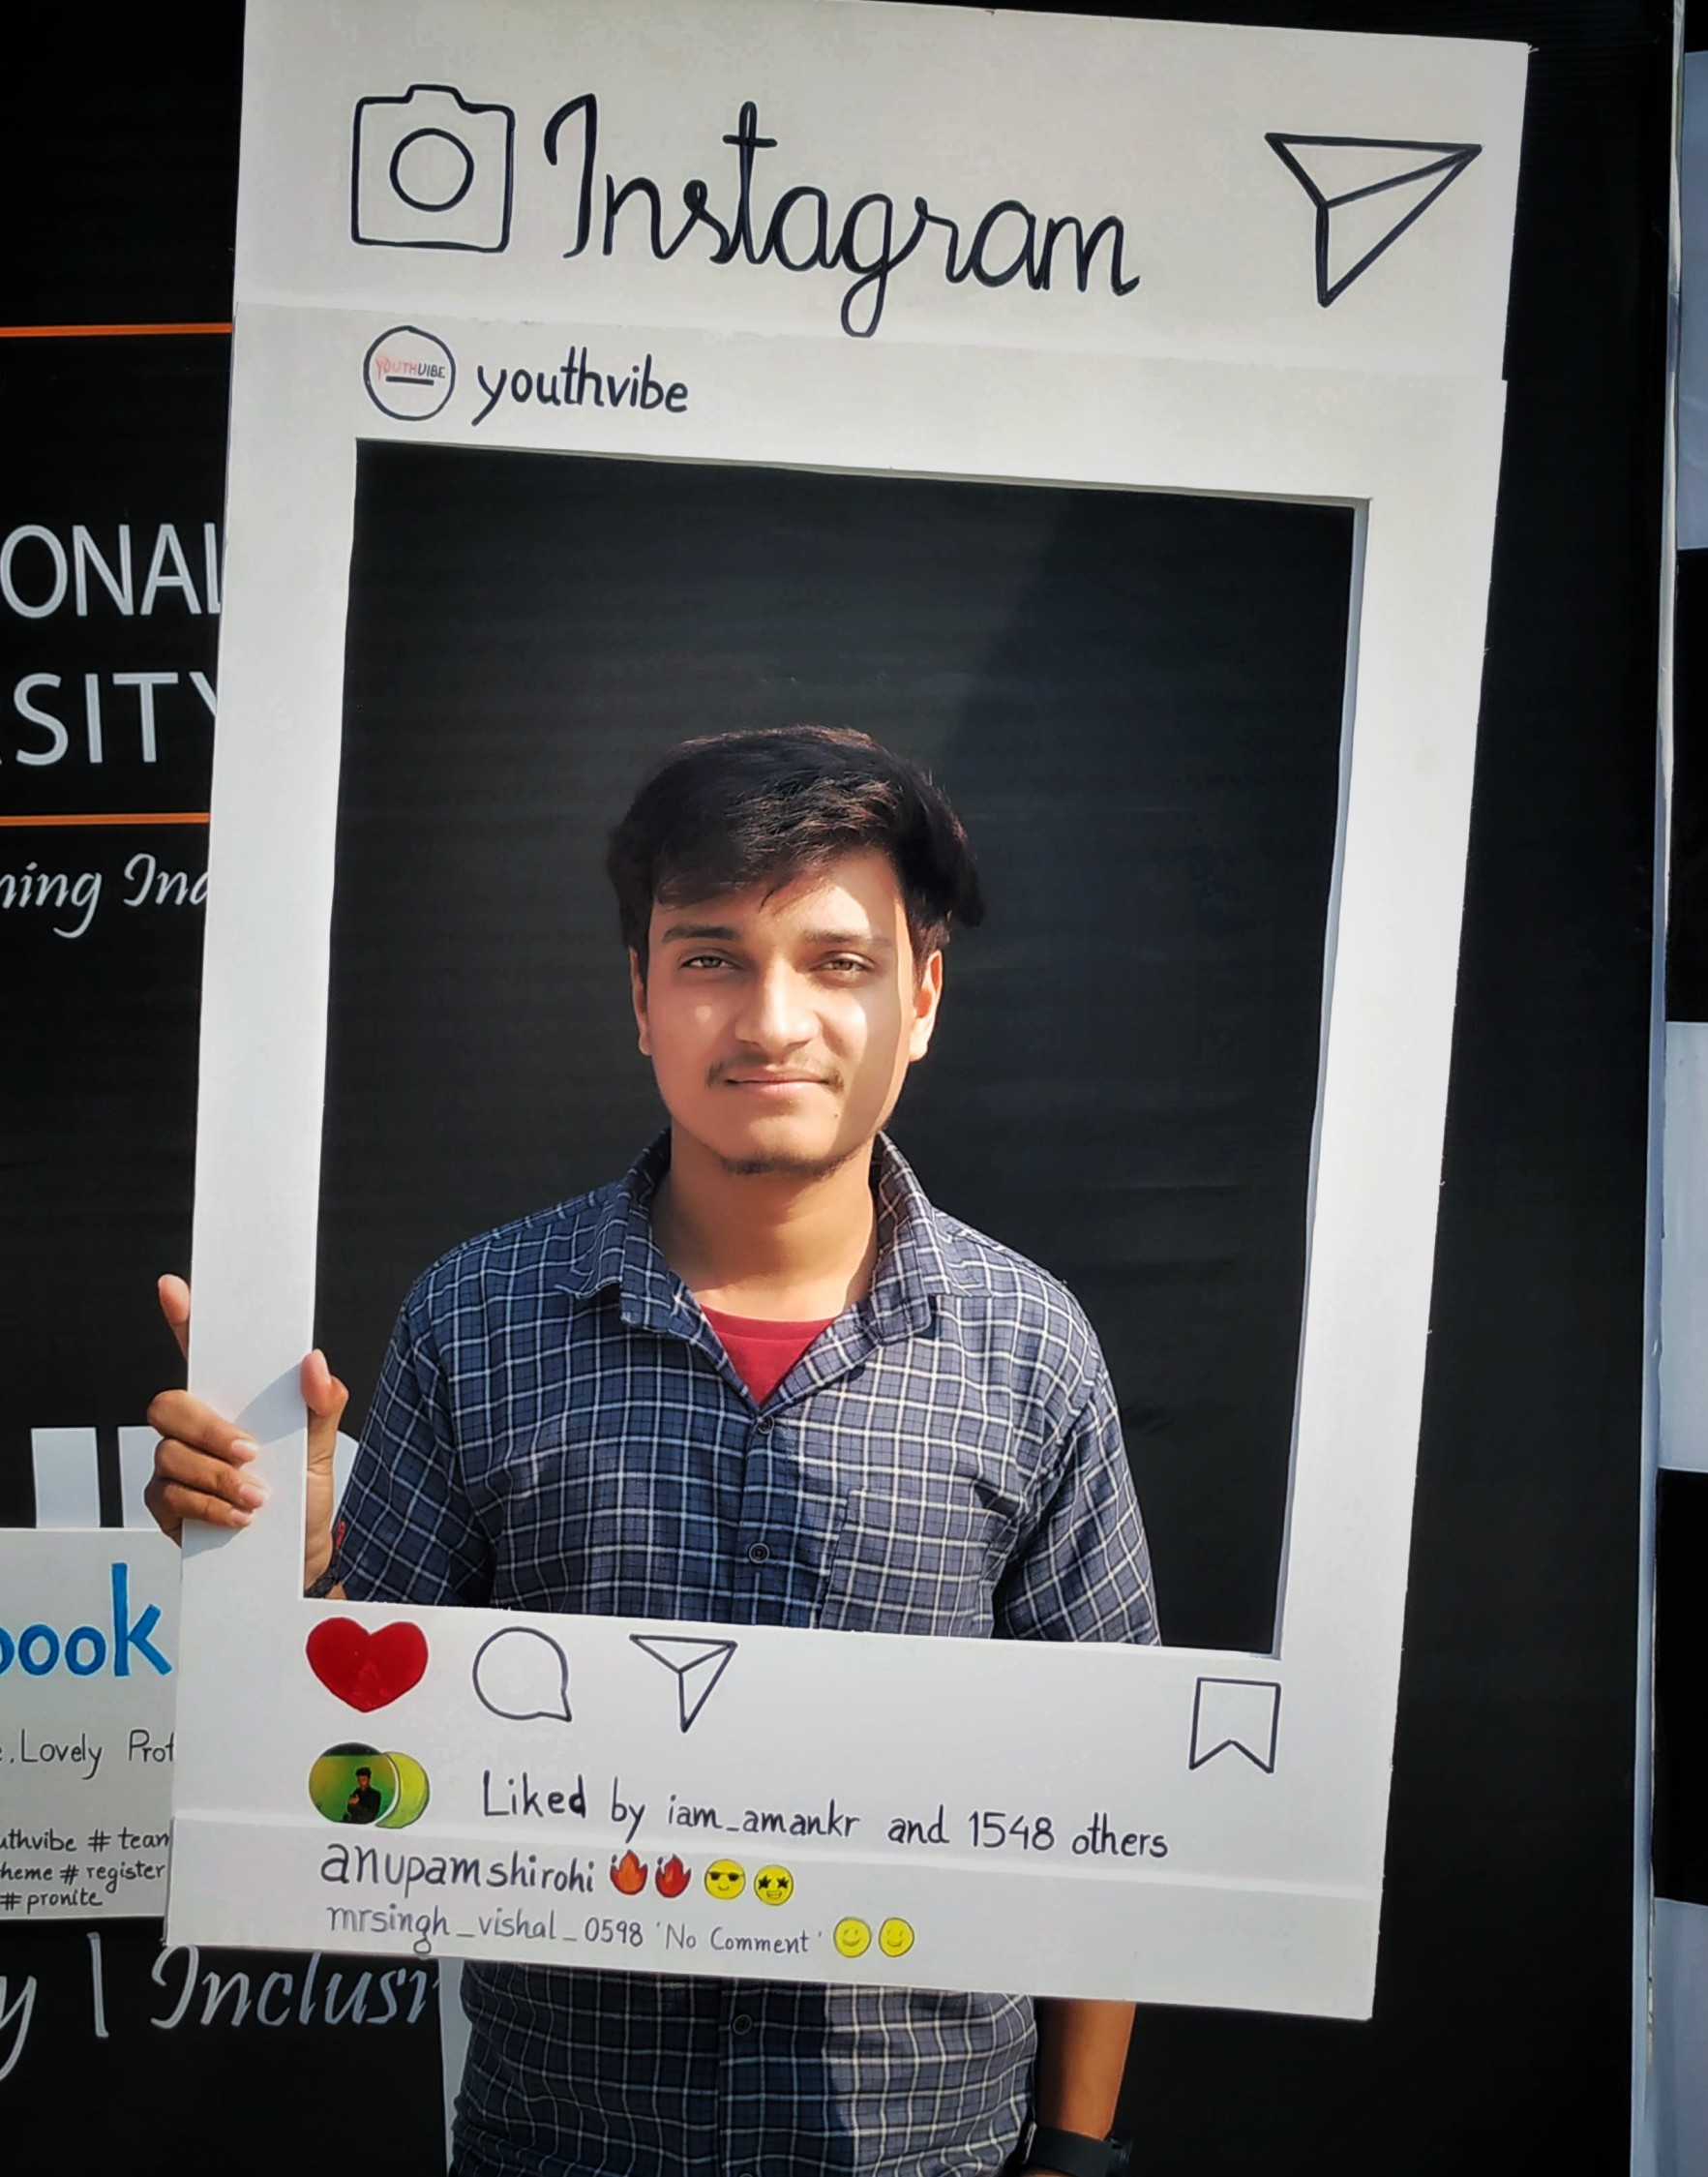 Instagram
YOUTHVIBE youthvibe
ONAL
SITY
ning Ind
book
Lovely Prof
uthvibe # team
heme # register
# pronite
y | Inclusi
Liked by iam_amankr and 1548 others
anupamshirohi 🔥🔥😎🤩
mrsingh_vishal_0598 'No Comment' 🙂🙂